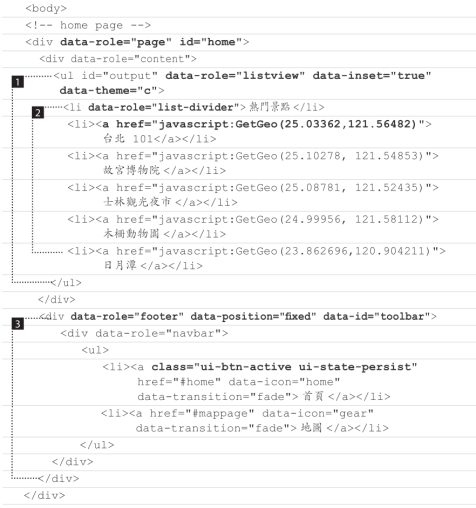 <body>
<!-- home page -->
<div data-role="page" id="home">
<div data-role="content">
1 <ul id="output" data-role="listview" data-inset="true"
data-theme="c">
2 <li data-role="list-divider">熱門景點</li>
<li><a href="javascript:GetGeo(25.03362,121.56482)">
台北 101</a></li>
<li><a href="javascript:GetGeo(25.10278, 121.54853)">
故宮博物院</a></li>
<li><a href="javascript:GetGeo(25.08781, 121.52435)">
士林觀光夜市</a></li>
<li><a href="javascript:GetGeo(24.99956, 121.58112)">
木柵動物園</a></li>
<li><a href="javascript:GetGeo(23.862696,120.904211)">
日月潭</a></li>
</ul>
</div>
3 <div data-role="footer" data-position="fixed" data-id="toolbar">
<div data-role="navbar">
<ul>
<li><a class="ui-btn-active ui-state-persist"
href="#home" data-icon="home"
data-transition="fade">首頁</a></li>
<li><a href="#mappage" data-icon="gear"
data-transition="fade">地圖</a></li>
</ul>
</div>
</div>
</div>